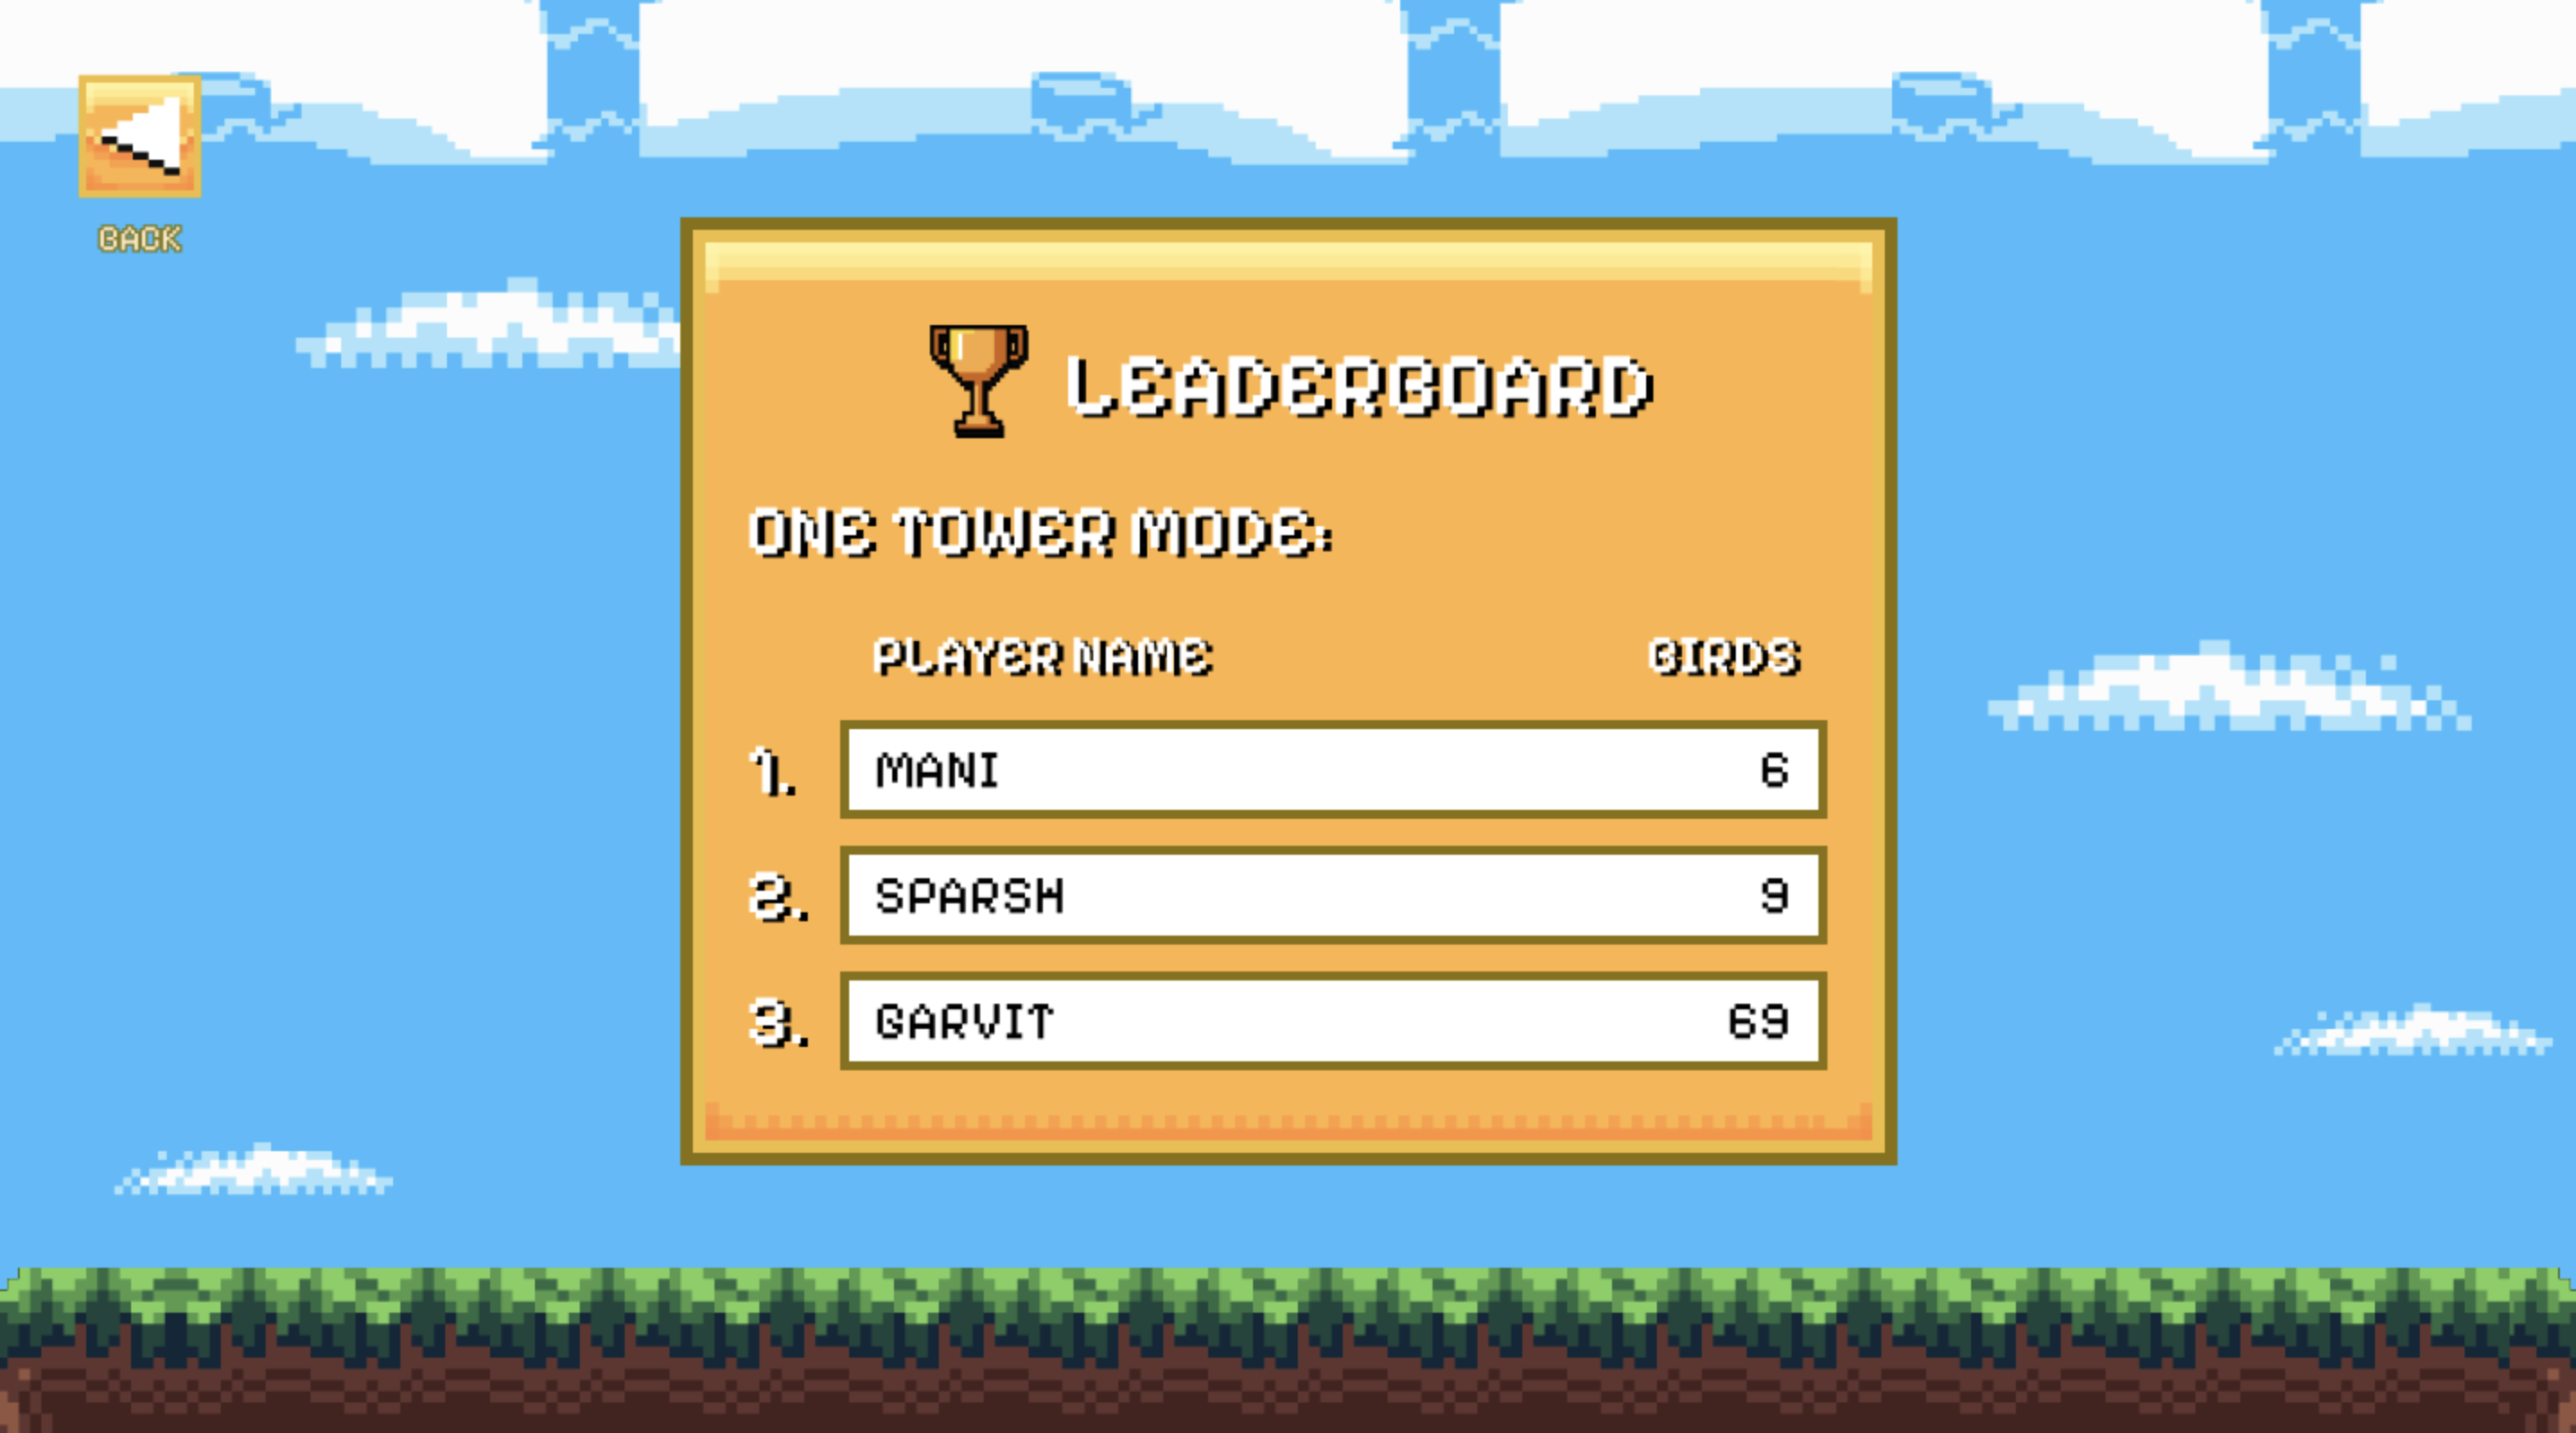 BACK
LEADERBOARD
ONE TOWER MODE:
PLAYER NAME BIRDS
1. MANI 6
2. SPARSH 9
3. GARVIT 69